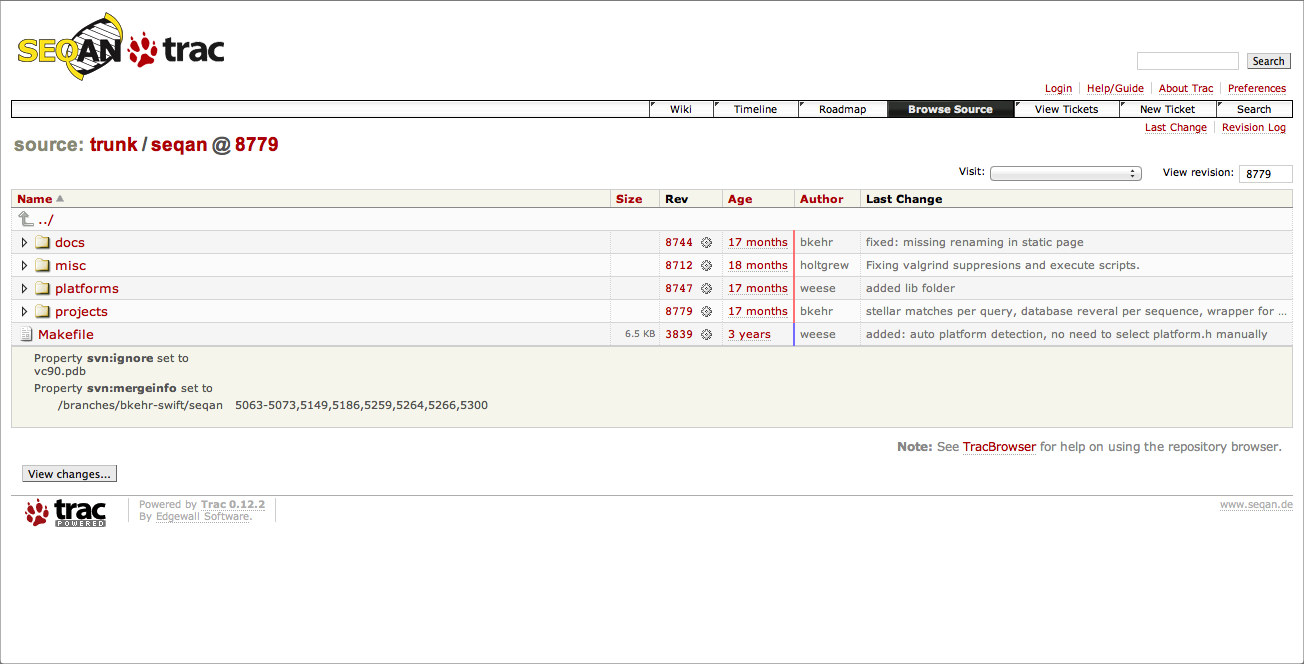 SEQAN trac
Search
Login Help/Guide About Trac Preferences
Wiki Timeline Roadmap Browse Source View Tickets New Ticket Search
Last Change Revision Log
source: trunk / seqan @ 8779
Visit: View revision: 8779
Name Size Rev Age Author Last Change
../
docs 8744 17 months bkehr fixed: missing renaming in static page
misc 8712 18 months holtgrew Fixing valgrind suppresions and execute scripts.
platforms 8747 17 months weese added lib folder
projects 8779 17 months bkehr stellar matches per query, database reveral per sequence, wrapper for ...
Makefile 6.5 KB 3839 3 years weese added: auto platform detection, no need to select platform.h manually
Property svn:ignore set to
vc90.pdb
Property svn:mergeinfo set to
/branches/bkehr-swift/seqan 5063-5073,5149,5186,5259,5264,5266,5300
Note: See TracBrowser for help on using the repository browser.
View changes...
trac POWERED
Powered by Trac 0.12.2
By Edgewall Software.
www.seqan.de